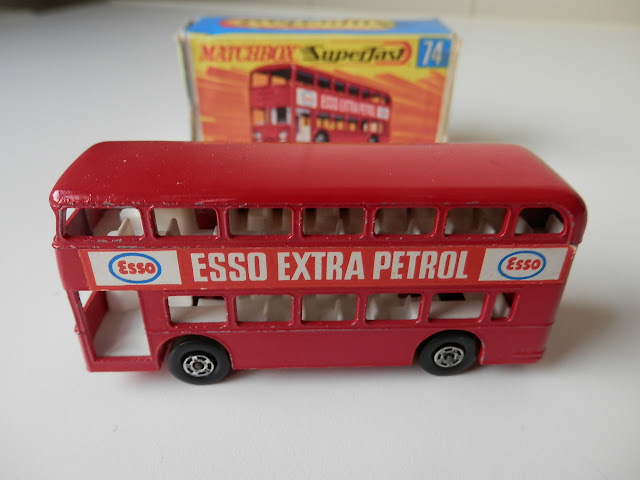 MATCHBOX Superfast 74
ESSO EXTRA PETROL
Esso ESSO EXTRA PETROL Esso